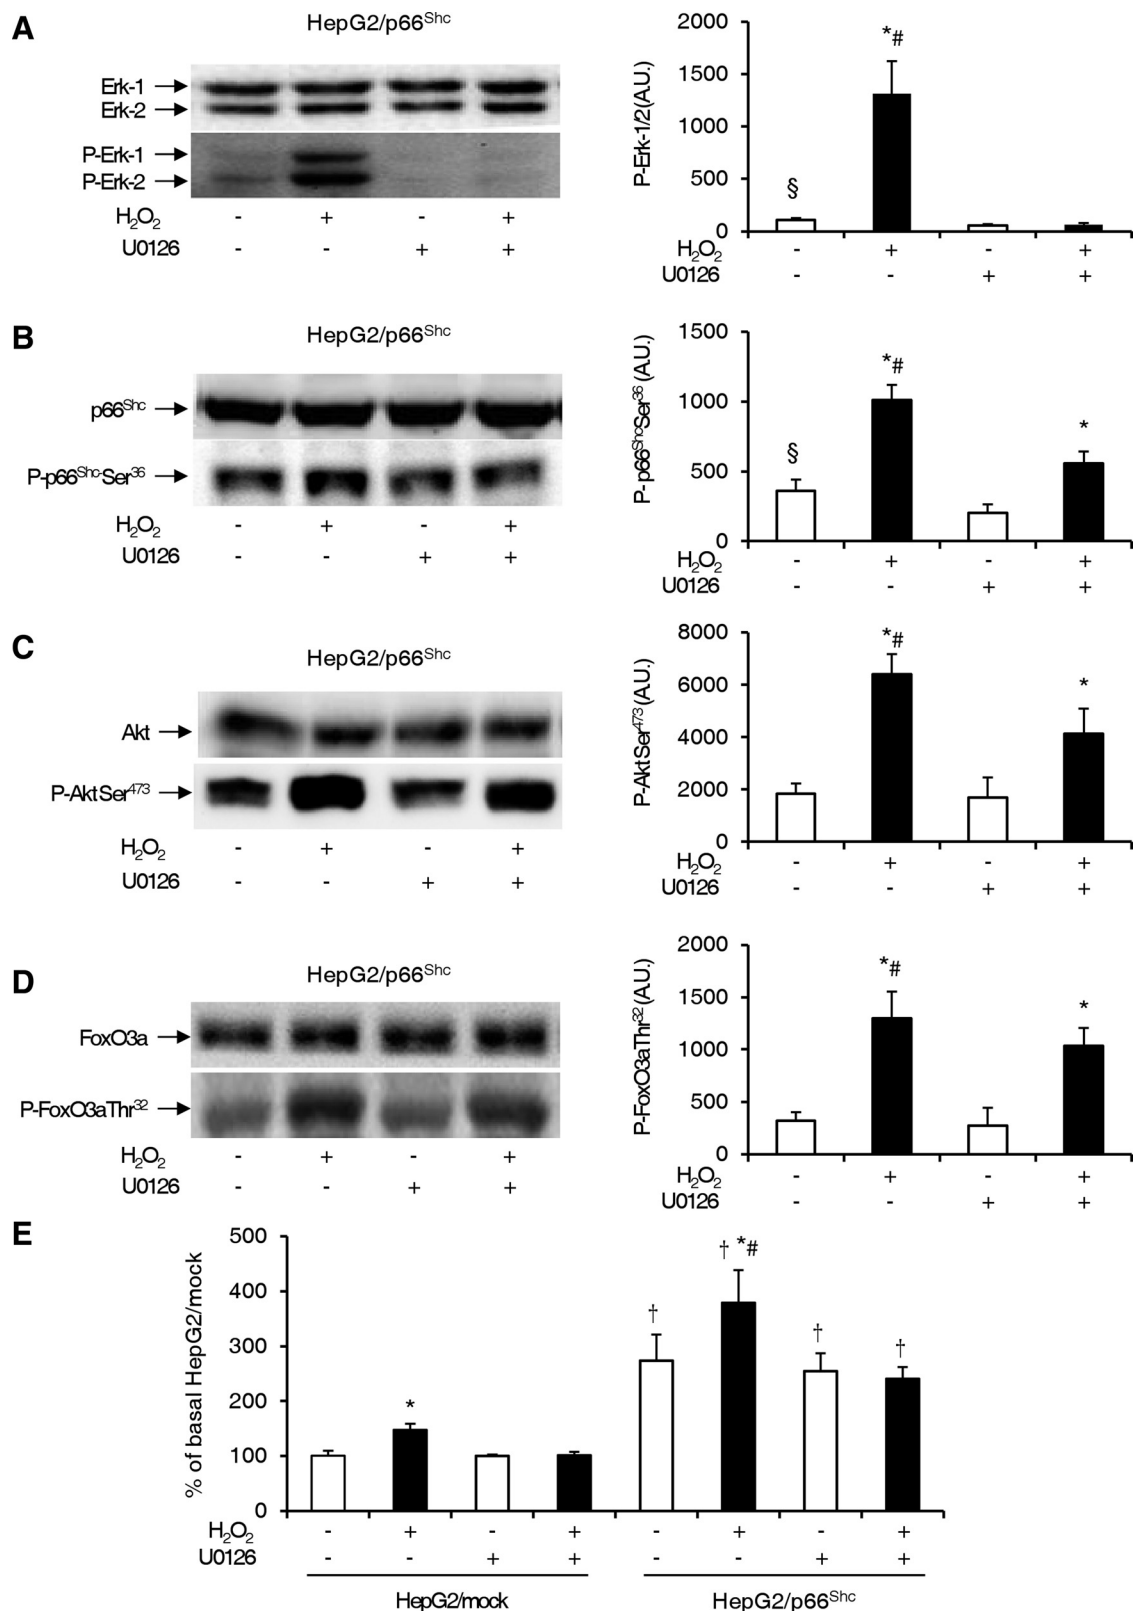 A
HepG2/p66Shc
Erk-1
Erk-2
P-Erk-1
P-Erk-2
H2O2 - + - +
U0126 - - + +
P-Erk-1/2(A.U.)
2000
1500
1000
500
0
§
*#
H2O2 - + - +
U0126 - - + +
B
HepG2/p66Shc
p66Shc
P-p66Shc-Ser36
H2O2 - + - +
U0126 - - + +
P-p66ShcSer36 (A.U.)
1500
1000
500
0
§
*#
*
H2O2 - + - +
U0126 - - + +
C
HepG2/p66Shc
Akt
P-AktSer473
H2O2 - + - +
U0126 - - + +
P-AktSer473 (A.U.)
8000
6000
4000
2000
0
*#
*
H2O2 - + - +
U0126 - - + +
D
HepG2/p66Shc
FoxO3a
P-FoxO3aThr32
H2O2 - + - +
U0126 - - + +
P-FoxO3aThr32(A.U.)
2000
1500
1000
500
0
*#
*
H2O2 - + - +
U0126 - - + +
E
% of basal HepG2/mock
500
400
300
200
100
0
*
†
† *#
†
†
H2O2 - + - + - + - +
U0126 - - + + - - + +
HepG2/mock HepG2/p66Shc